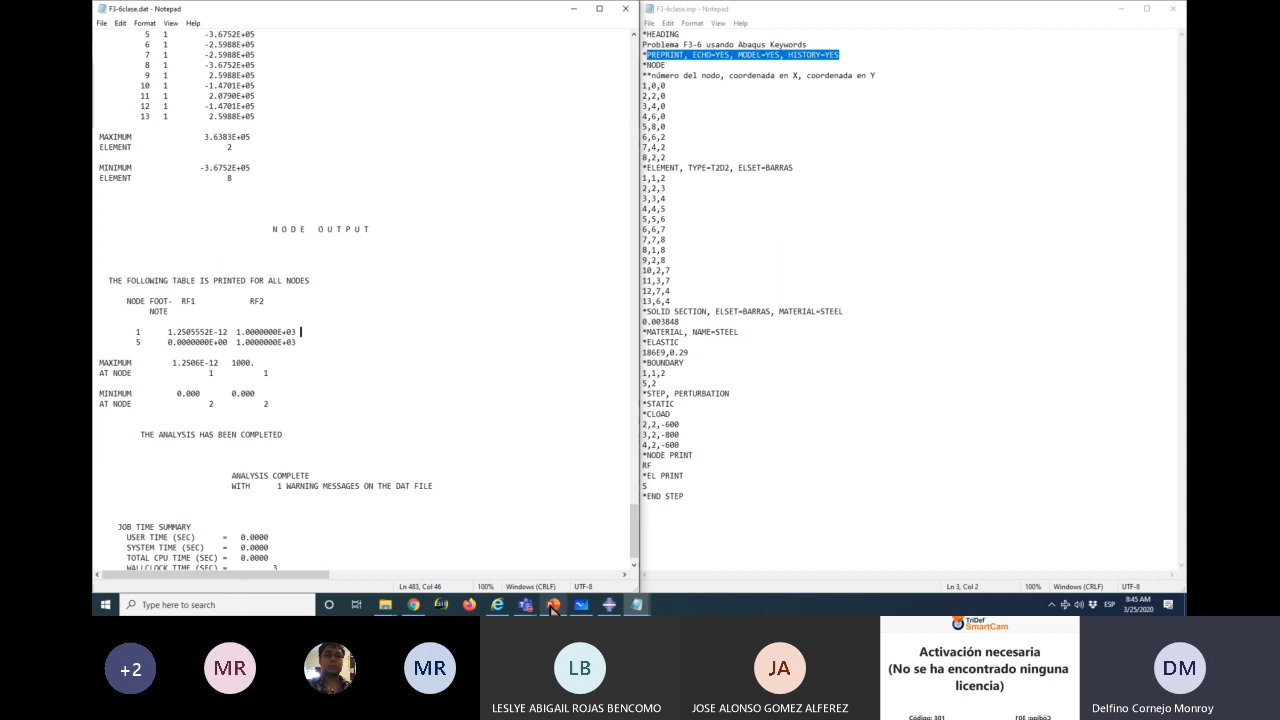 F3-6clase.dat - Notepad
File Edit Format View Help
5 1 -3.6752E+05
6 1 -2.5988E+05
7 1 -2.5988E+05
8 1 -3.6752E+05
9 1 2.5988E+05
10 1 -1.4701E+05
11 1 2.0790E+05
12 1 -1.4701E+05
13 1 2.5988E+05
MAXIMUM 3.6383E+05
ELEMENT 2
MINIMUM -3.6752E+05
ELEMENT 8
N O D E O U T P U T
THE FOLLOWING TABLE IS PRINTED FOR ALL NODES
NODE FOOT- RF1 RF2
NOTE
1 1.2505552E-12 1.0000000E+03
5 0.0000000E+00 1.0000000E+03
MAXIMUM 1.2506E-12 1000.
AT NODE 1 1
MINIMUM 0.000 0.000
AT NODE 2 2
THE ANALYSIS HAS BEEN COMPLETED
ANALYSIS COMPLETE
WITH 1 WARNING MESSAGES ON THE DAT FILE
JOB TIME SUMMARY
USER TIME (SEC) = 0.0000
SYSTEM TIME (SEC) = 0.0000
TOTAL CPU TIME (SEC) = 0.0000
WALLCLOCK TIME (SEC) = 3
Ln 483, Col 46 100% Windows (CRLF) UTF-8
F3-6clase.inp - Notepad
File Edit Format View Help
*HEADING
Problema F3-6 usando Abaqus Keywords
*PREPRINT, ECHO=YES, MODEL=YES, HISTORY=YES
*NODE
**número del nodo, coordenada en X, coordenada en Y
1,0,0
2,2,0
3,4,0
4,6,0
5,8,0
6,6,2
7,4,2
8,2,2
*ELEMENT, TYPE=T2D2, ELSET=BARRAS
1,1,2
2,2,3
3,3,4
4,4,5
5,5,6
6,6,7
7,7,8
8,1,8
9,2,8
10,2,7
11,3,7
12,7,4
13,6,4
*SOLID SECTION, ELSET=BARRAS, MATERIAL=STEEL
0.003848
*MATERIAL, NAME=STEEL
*ELASTIC
186E9,0.29
*BOUNDARY
1,1,2
5,2
*STEP, PERTURBATION
*STATIC
*CLOAD
2,2,-600
3,2,-800
4,2,-600
*NODE PRINT
RF
*EL PRINT
S
*END STEP
Ln 3, Col 2 100% Windows (CRLF) UTF-8
Type here to search
ESP
8:45 AM
3/25/2020
+2
MR
MR
LB
LESLYE ABIGAIL ROJAS BENCOMO
JA
JOSE ALONSO GOMEZ ALFEREZ
TriDef
SmartCam
Activación necesaria
(No se ha encontrado ninguna
licencia)
Código: 301
DM
Delfino Cornejo Monroy